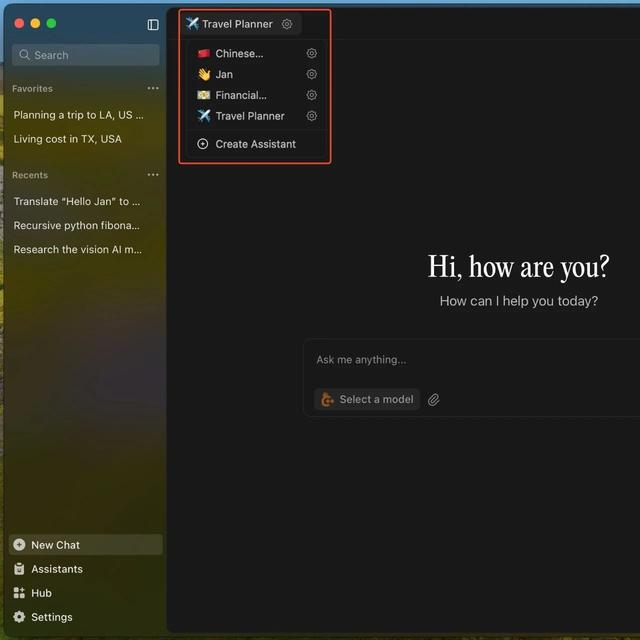 Search
Favorites
Planning a trip to LA, US ...
Living cost in TX, USA
Recents
Translate “Hello Jan” to ...
Recursive python fibona...
Research the vision AI m...
New Chat
Assistants
Hub
Settings
Travel Planner
Chinese...
Jan
Financial...
Travel Planner
Create Assistant
Hi, how are you?
How can I help you today?
Ask me anything...
Select a model